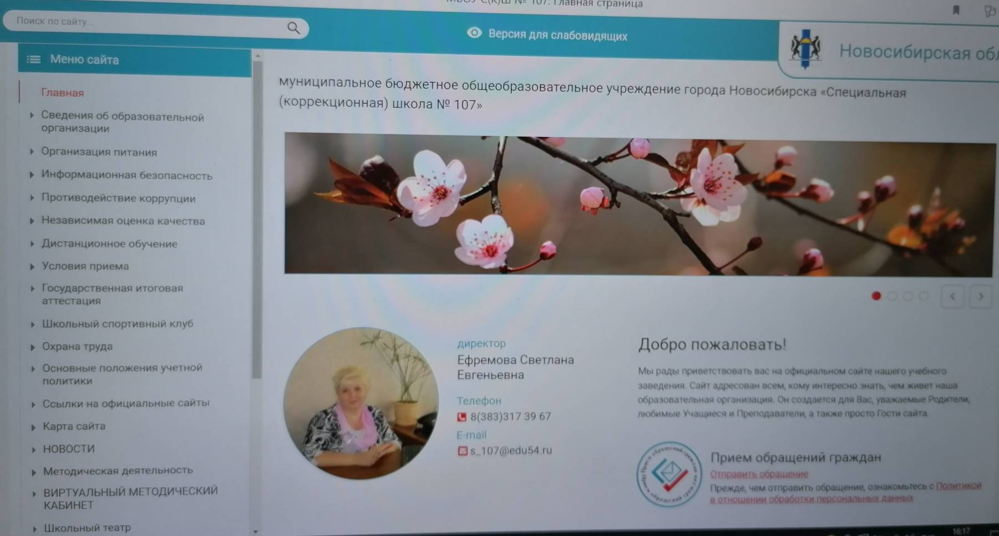 МБОУ С(К)Ш № 107: Главная страница
Поиск по сайту...
Версия для слабовидящих
Новосибирская
Меню сайта
Главная
Сведения об образовательной
организации
Организация питания
Информационная безопасность
Противодействие коррупции
Независимая оценка качества
Дистанционное обучение
Условия приема
Государственная итоговая
аттестация
Школьный спортивный клуб
Охрана труда
Основные положения учетной
политики
Ссылки на официальные сайты
Карта сайта
НОВОСТИ
Методическая деятельность
ВИРТУАЛЬНЫЙ МЕТОДИЧЕСКИЙ
КАБИНЕТ
Школьный театр
муниципальное бюджетное общеобразовательное учреждение города Новосибирска «Специальная
(коррекционная) школа № 107»
директор
Ефремова Светлана
Евгеньевна
Телефон
8(383)317 39 67
E-mail
s_107@edu54.ru
Добро пожаловать!
Мы рады приветствовать вас на официальном сайте нашего учебного
заведения. Сайт адресован всем, кому интересно знать, чем живет наша
образовательная организация. Он создается для Вас, уважаемые Родители,
любимые Учащиеся и Преподаватели, а также просто Гости сайта.
Прием обращений граждан
Отправить обращение
Прежде, чем отправить обращение, ознакомьтесь с Политикой
в отношении обработки персональных данных
16:17